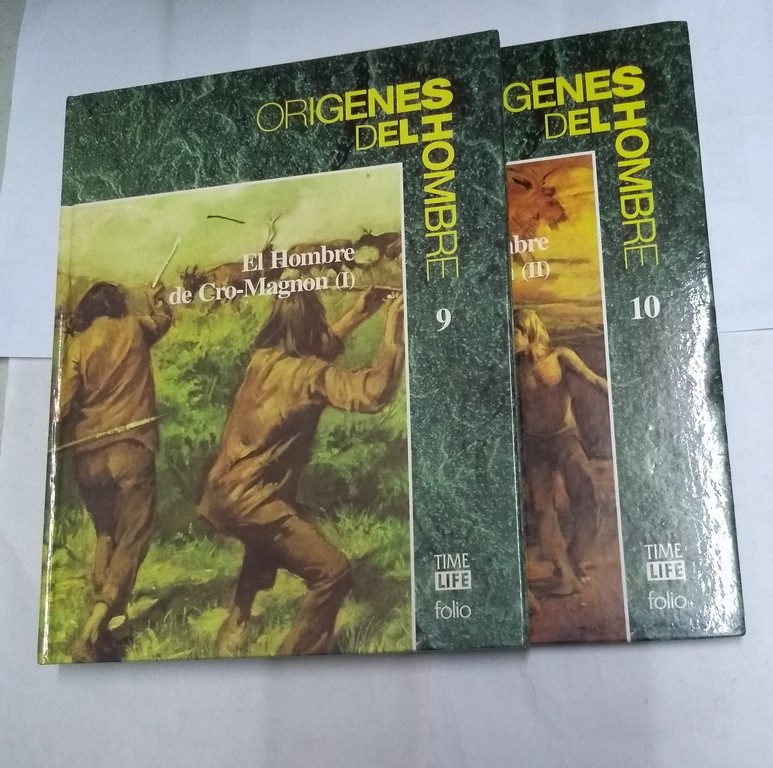 ORIGENES
DEL
HOMBRE
El Hombre
de Cro-Magnon (I)
9
TIME
LIFE
folio
GENES
DEL
HOMBRE
bre
(II)
10
TIME
LIFE
folio